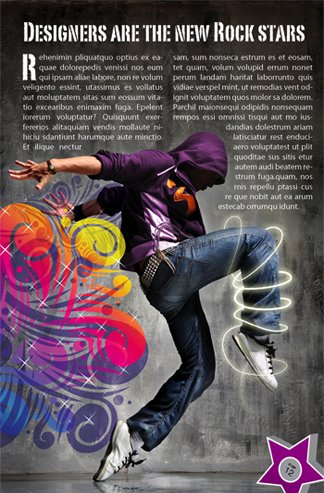 Designers are the new Rock stars
Rehenimin pliquatquo optius ex ea-
quae dolorepedis venissi nos eum
qui ipsam aliae labore, non re volum
veligento essint, utassimus es vollatus
aut moluptatem sitas sum eossum vita-
tio excearibus enimaxim fuga. Epelent
iorerum voluptatur? Quisquunt exer-
fererios alitaquiam vendis mollaute ni-
hiciu sdantiunt harumque aute minctio.
Et ilique nectur
sam, sum nonseca estrum es et eosam,
tet quam, volum volupid errum nonet
perum landam haritat laborrunto quis
vidiae verspel mint, ut remodias vent od-
ignit voluptatem quos molor sa dolorem.
Parchil maionsequi odipidis nonsequam
rempos essi omnissi tisqui aut mo ius-
dandias dolestrum ariam
latisciatur rest enduci-
aero voluptatest ut plit
quoditae sus sitis etur
autem audi beatem re-
strum fuga.quam, nos
rnis repellu ptassi cus
re que nobit aut ea arum
estecab orrumqu idunt.
12